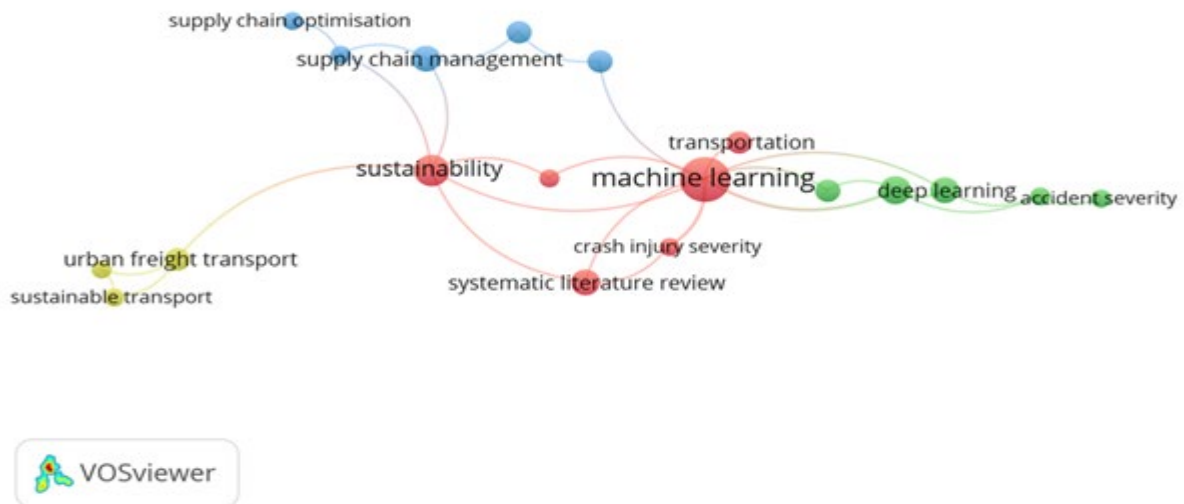 supply chain optimisation
supply chain management
transportation
sustainability
machine learning
deep learning
accident severity
crash injury severity
urban freight transport
systematic literature review
sustainable transport
VOSviewer